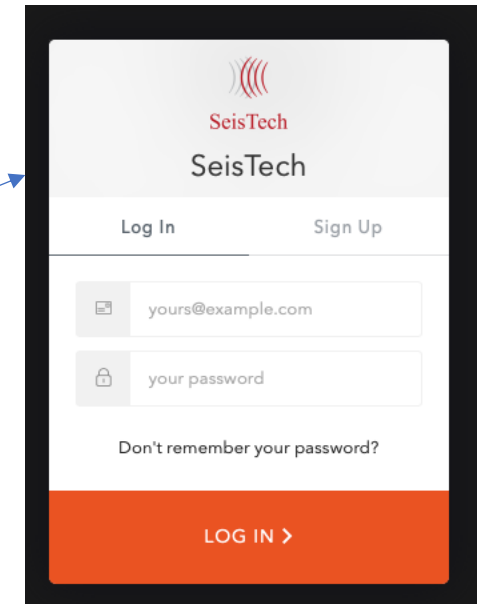 SeisTech
SeisTech
Log In Sign Up
yours@example.com
your password
Don't remember your password?
LOG IN >